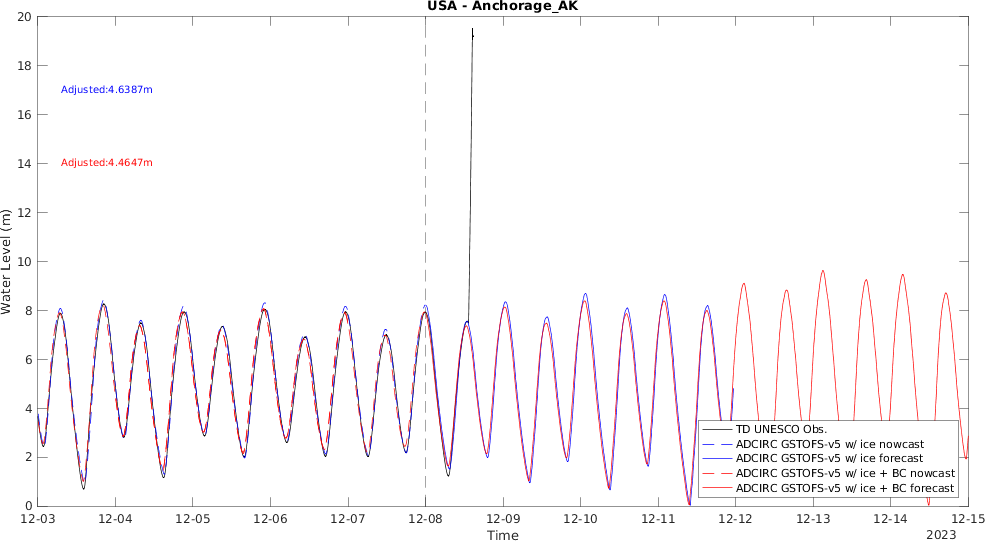 USA - Anchorage_AK
20
18
16
14
12
10
8
6
4
2
0
Water Level (m)
Adjusted:4.6387m
Adjusted:4.4647m
TD UNESCO Obs.
ADCIRC GSTOFS-v5 w/ ice nowcast
ADCIRC GSTOFS-v5 w/ ice forecast
ADCIRC GSTOFS-v5 w/ ice + BC nowcast
ADCIRC GSTOFS-v5 w/ ice + BC forecast
12-03 12-04 12-05 12-06 12-07 12-08 12-09 12-10 12-11 12-12 12-13 12-14 12-15
Time
2023